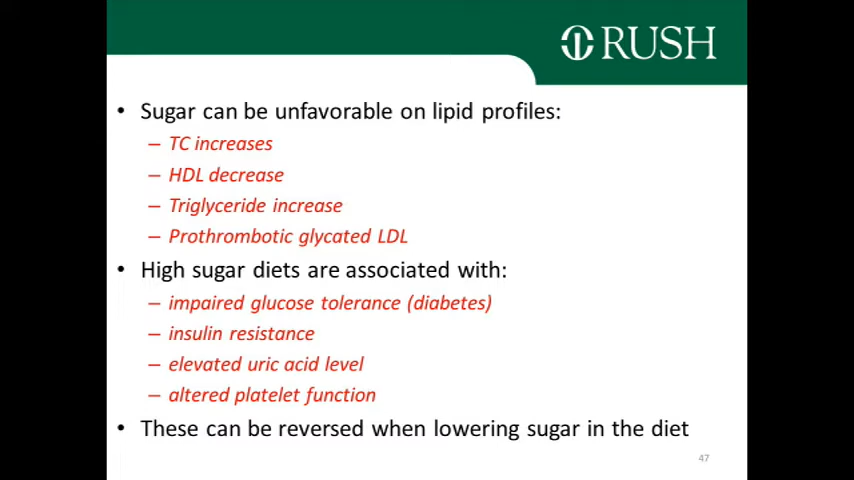 RUSH
• Sugar can be unfavorable on lipid profiles:
– TC increases
– HDL decrease
– Triglyceride increase
– Prothrombotic glycated LDL
• High sugar diets are associated with:
– impaired glucose tolerance (diabetes)
– insulin resistance
– elevated uric acid level
– altered platelet function
• These can be reversed when lowering sugar in the diet
47